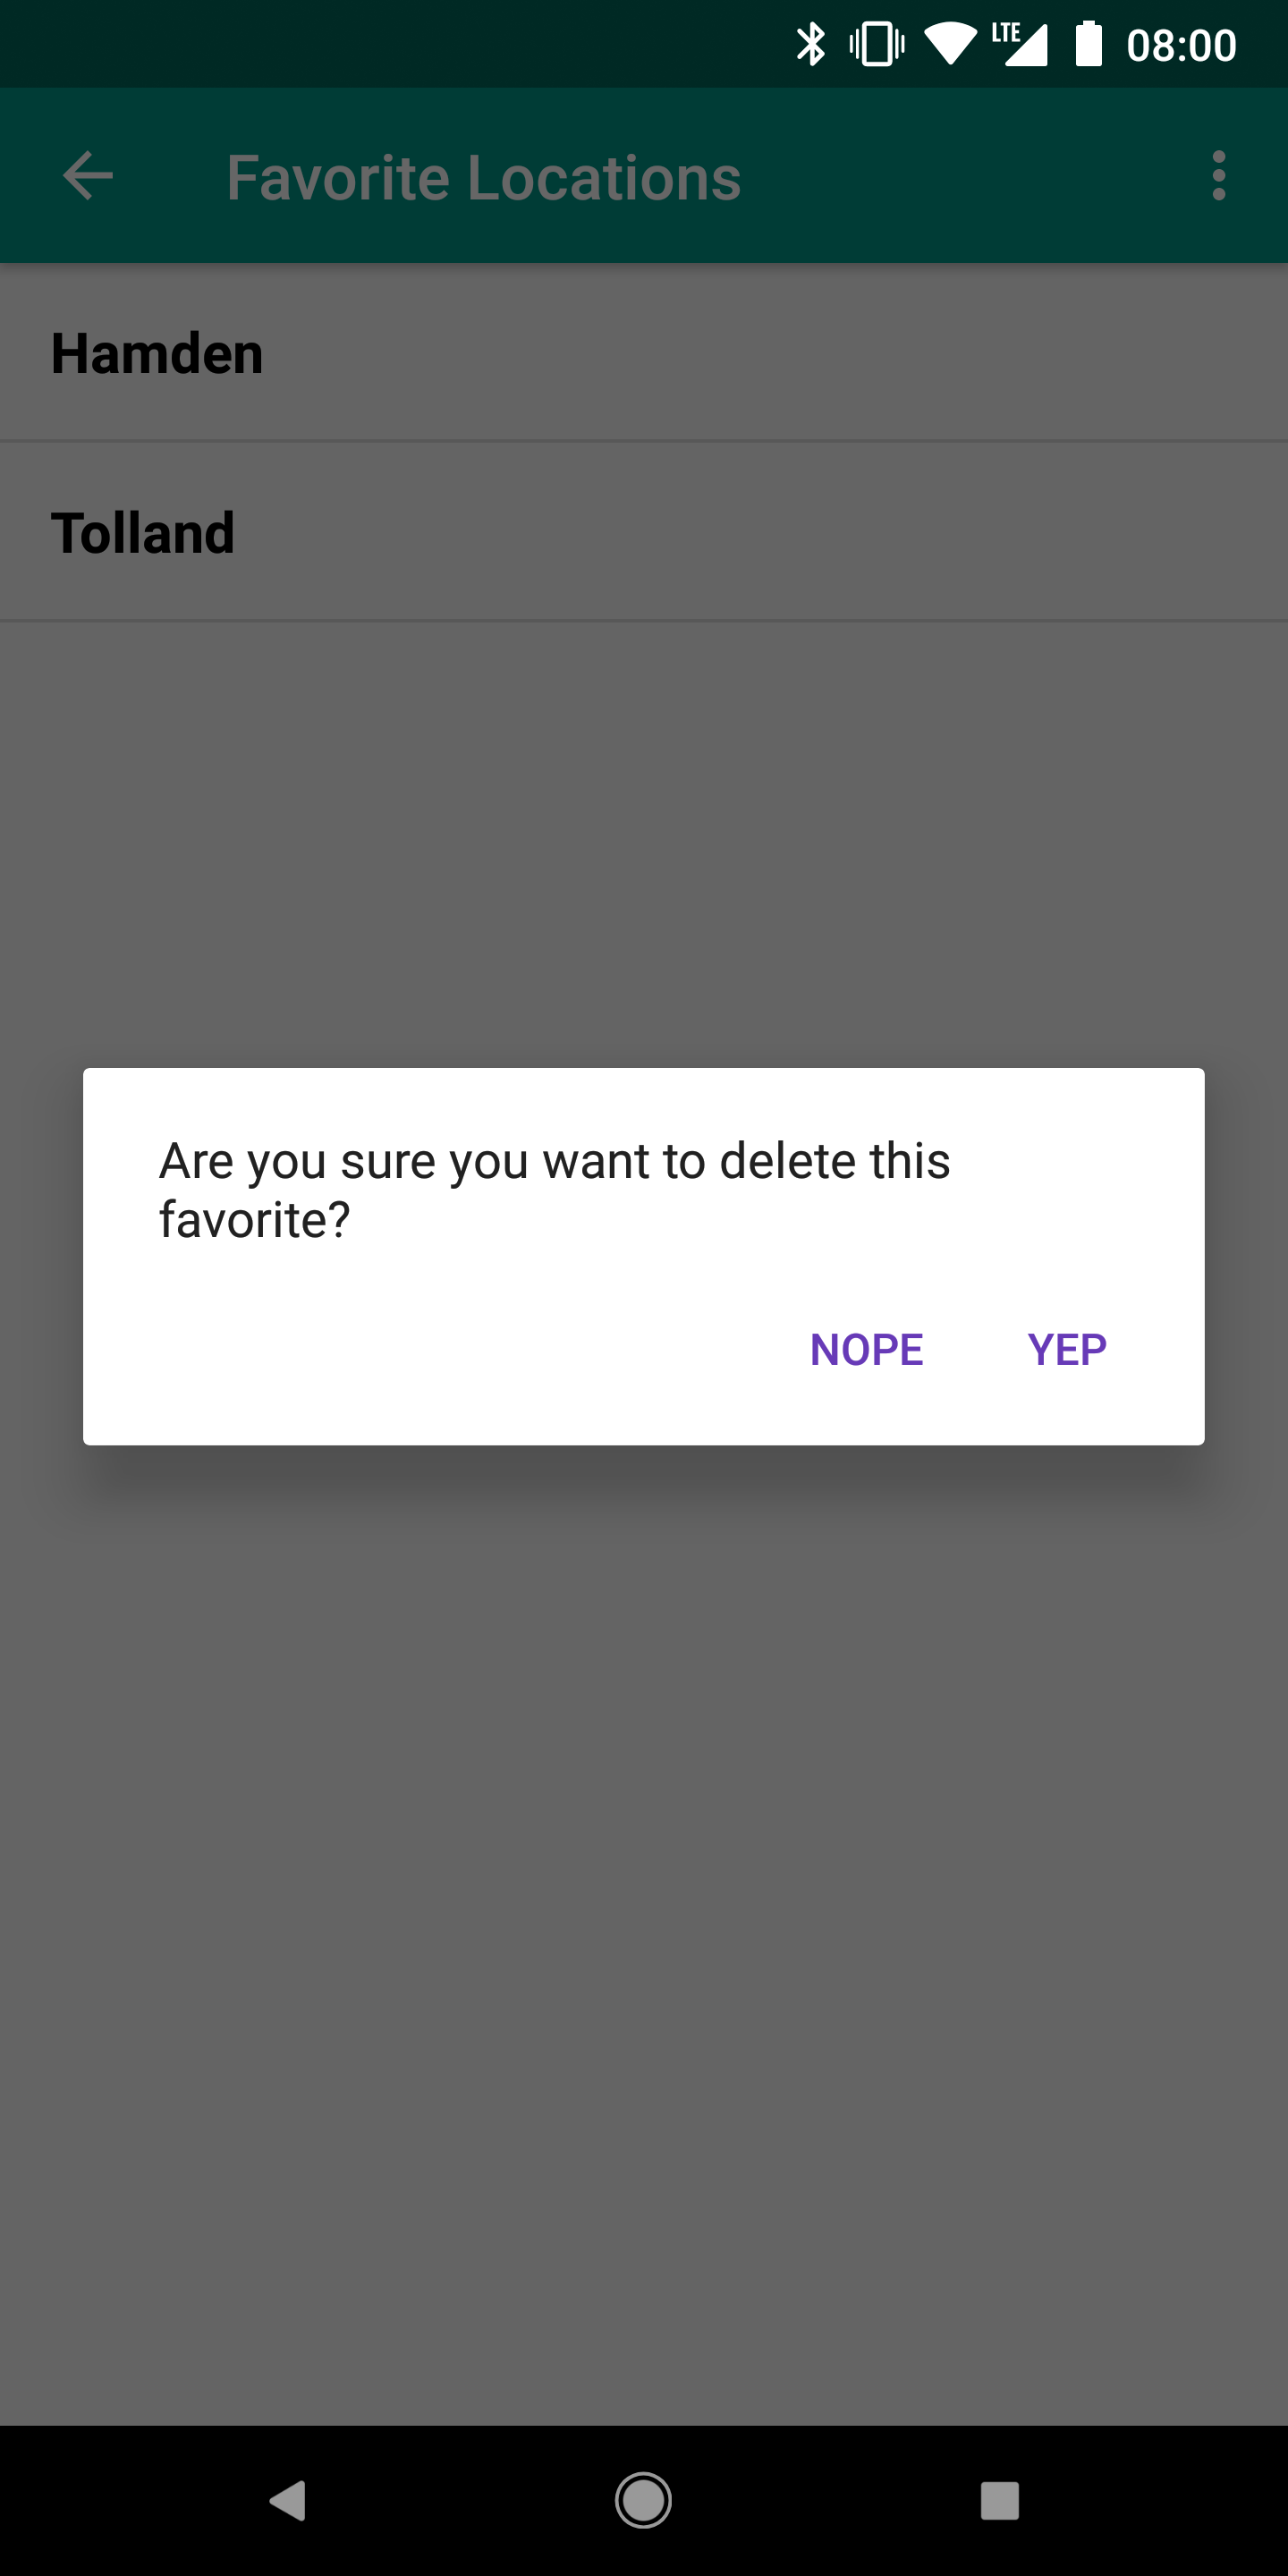 LTE 08:00
Favorite Locations
Hamden
Tolland
Are you sure you want to delete this
favorite?
NOPE YEP